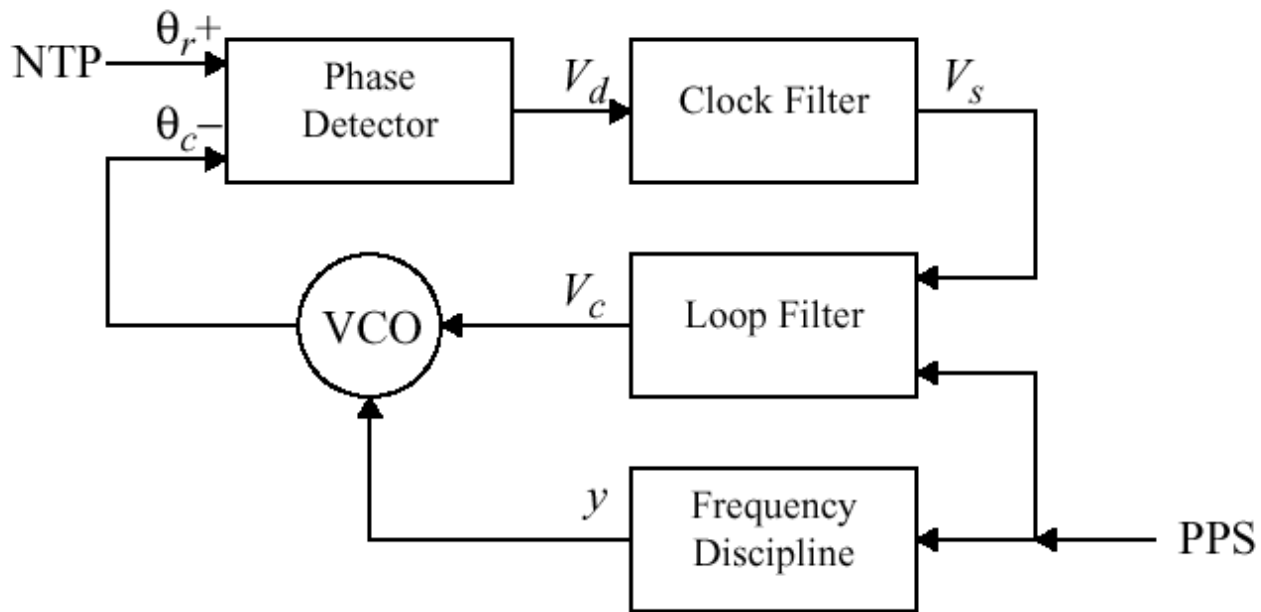 θr+
NTP
θc−
Phase
Detector
Vd
Clock Filter
Vs
VCO
Vc
Loop Filter
y
Frequency
Discipline
PPS